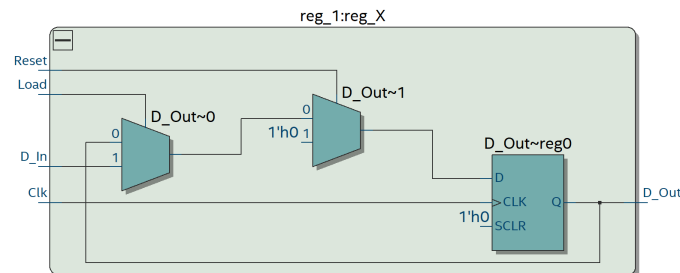 reg_1:reg_X
Reset
Load
D_Out~1
D_Out~0
0
1'h0 1
0
D_In 1
D_Out~reg0
D
Clk
CLK Q
D_Out
1'h0
SCLR